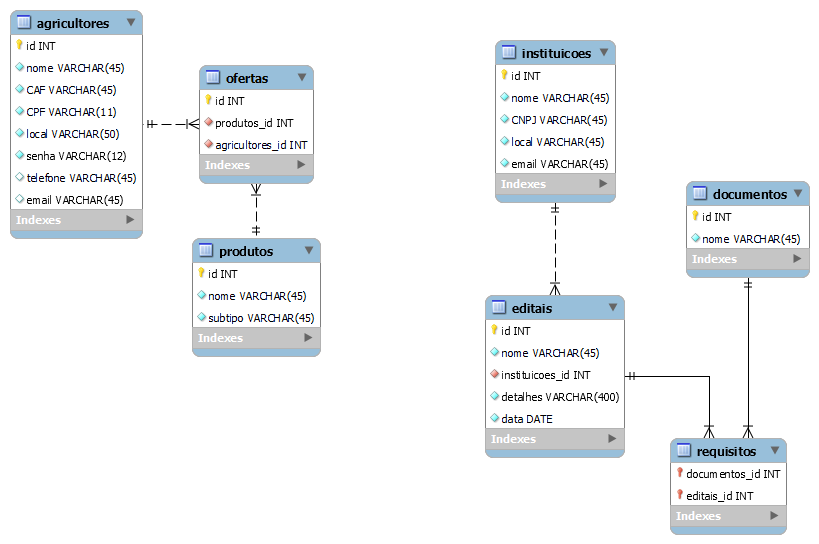 agricultores
id INT
nome VARCHAR(45)
CAF VARCHAR(45)
CPF VARCHAR(11)
local VARCHAR(50)
senha VARCHAR(12)
telefone VARCHAR(45)
email VARCHAR(45)
Indexes
ofertas
id INT
produtos_id INT
agricultores_id INT
Indexes
produtos
id INT
nome VARCHAR(45)
subtipo VARCHAR(45)
Indexes
instituicoes
id INT
nome VARCHAR(45)
CNPJ VARCHAR(45)
local VARCHAR(45)
email VARCHAR(45)
Indexes
editais
id INT
nome VARCHAR(45)
instituicoes_id INT
detalhes VARCHAR(400)
data DATE
Indexes
documentos
id INT
nome VARCHAR(45)
Indexes
requisitos
documentos_id INT
editais_id INT
Indexes